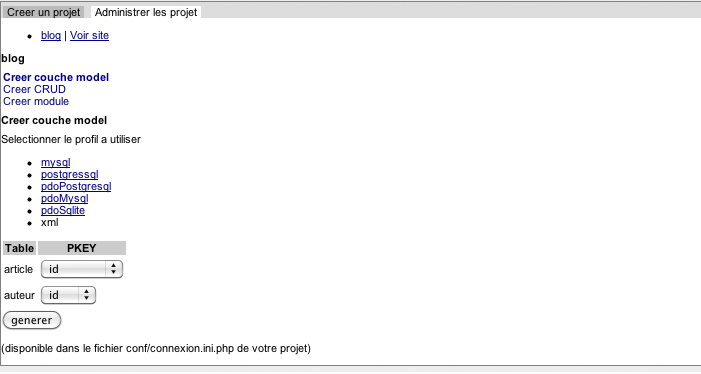 Creer un projet Administrer les projet
blog | Voir site
blog
Creer couche model
Creer CRUD
Creer module
Creer couche model
Selectionner le profil a utiliser
mysql
postgressql
pdoPostgresql
pdoMysql
pdoSqlite
xml
Table PKEY
article id
auteur id
generer
(disponible dans le fichier conf/connexion.ini.php de votre projet)